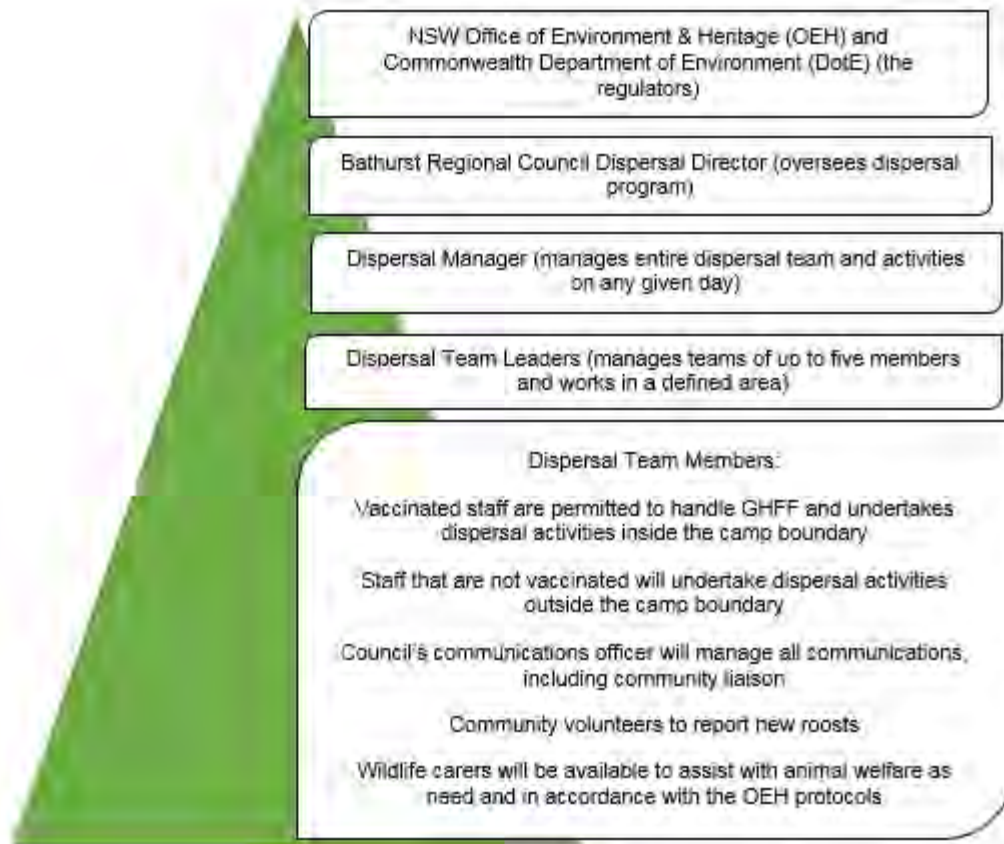 NSW Office of Environment & Heritage (OEH) and
Commonwealth Department of Environment (DotE) (the
regulators)
Bathurst Regional Council Dispersal Director (oversees dispersal
program)
Dispersal Manager (manages entire dispersal team and activities
on any given day)
Dispersal Team Leaders (manages teams of up to five members
and works in a defined area)
Dispersal Team Members:
Vaccinated staff are permitted to handle GHFF and undertakes
dispersal activities inside the camp boundary
Staff that are not vaccinated will undertake dispersal activities
outside the camp boundary
Council's communications officer will manage all communications,
including community liaison
Community volunteers to report new roosts
Wildlife carers will be available to assist with animal welfare as
need and in accordance with the OEH protocols